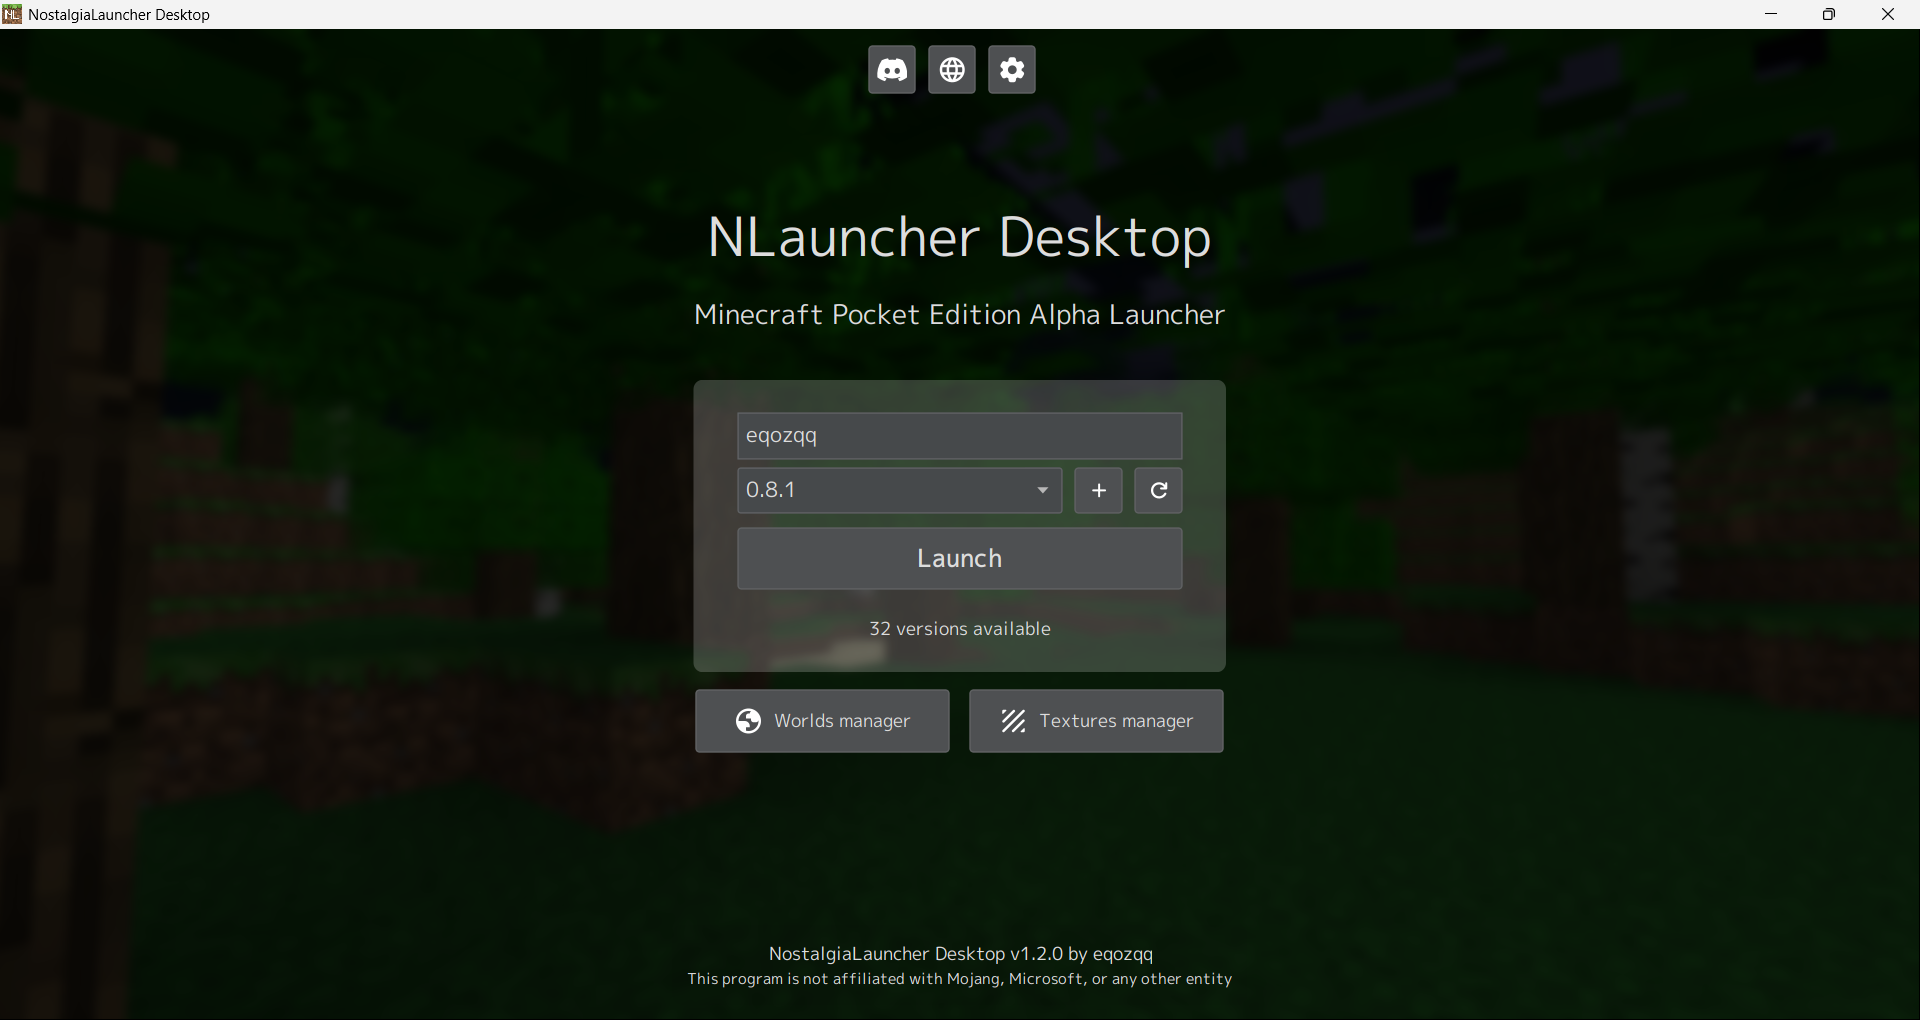 NostalgiaLauncher Desktop
NLauncher Desktop
Minecraft Pocket Edition Alpha Launcher
eqozqq
0.8.1
Launch
32 versions available
Worlds manager
Textures manager
NostalgiaLauncher Desktop v1.2.0 by eqozqq
This program is not affiliated with Mojang, Microsoft, or any other entity